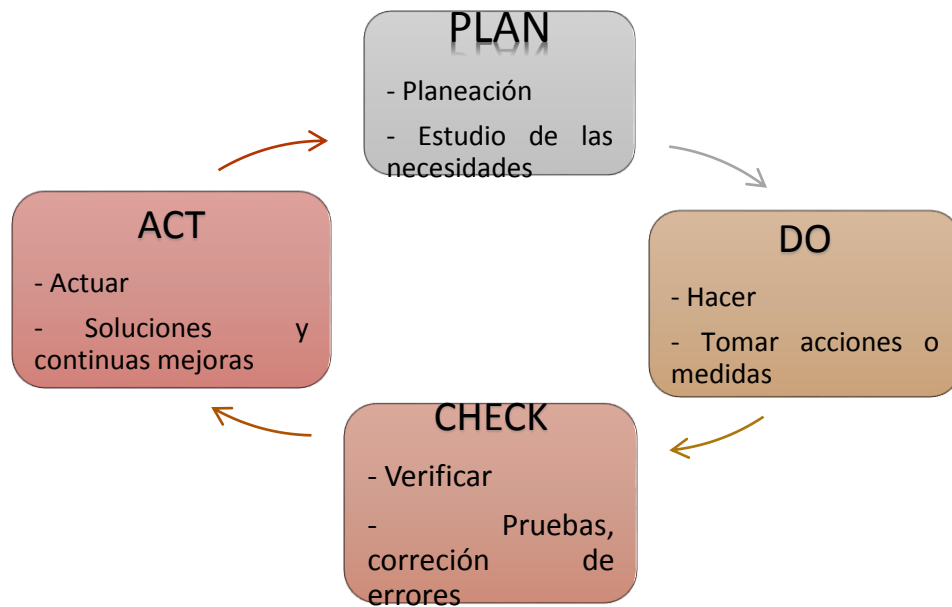 PLAN
- Planeación
- Estudio de las
necesidades
DO
- Hacer
- Tomar acciones o
medidas
CHECK
- Verificar
- Pruebas,
correción de
errores
ACT
- Actuar
- Soluciones y
continuas mejoras